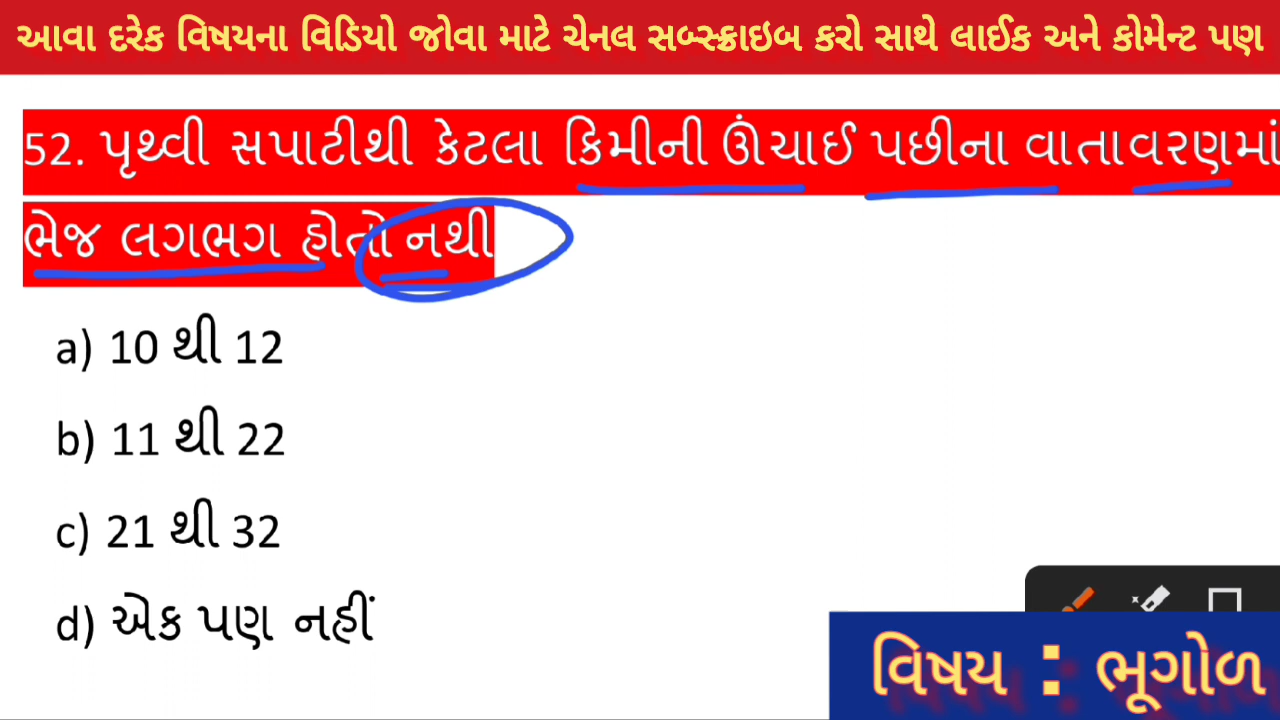 આવા દરેક વિષયના વિડિયો જોવા માટે ચેનલ સબ્સ્ક્રાઇબ કરો સાથે લાઈક અને કોમેન્ટ પણ
52. પૃથ્વી સપાટીથી કેટલા કિમીની ઊંચાઈ પછીના વાતાવરણમાં
ભેજ લગભગ હોતો નથી
a) 10 થી 12
b) 11 થી 22
c) 21 થી 32
d) એક પણ નહીં
વિષય : ભૂગોળ